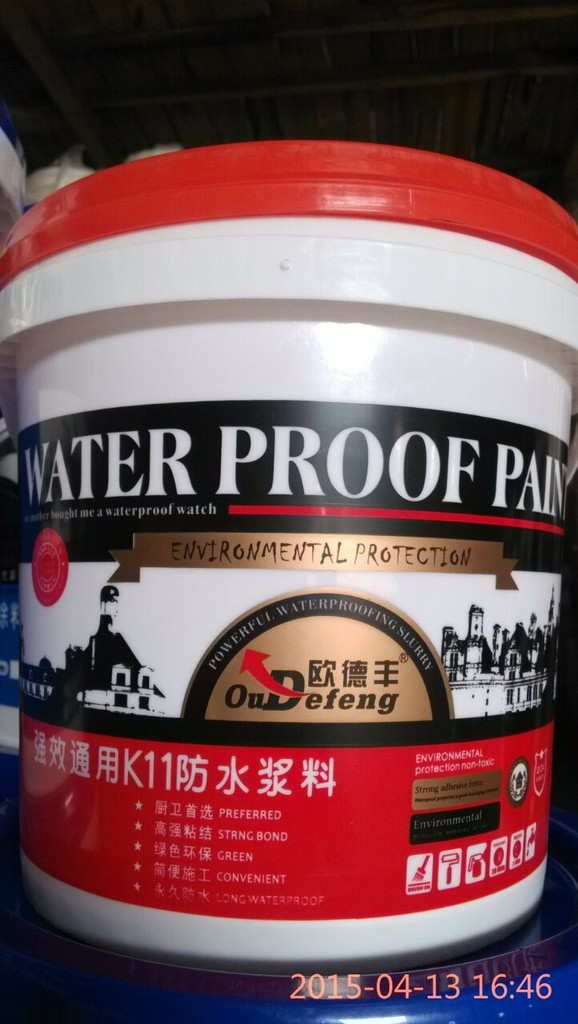 WATER PROOF PAIN
mother bought me a waterproof watch
ENVIRONMENTAL PROTECTION
POWERFUL WATERPROOFING SLURRY
欧德丰®
OuDefeng
强效通用K11防水浆料
★ 厨卫首选 PREFERRED
★ 高强粘结 STRNG BOND
★ 绿色环保 GREEN
★ 简便施工 CONVENIENT
★ 永久防水 LONG WATERPROOF
ENVIRONMENTAL
protection non-toxic
Strong adhesive force
Environmental
BRUSH ON
2015-04-13 16:46